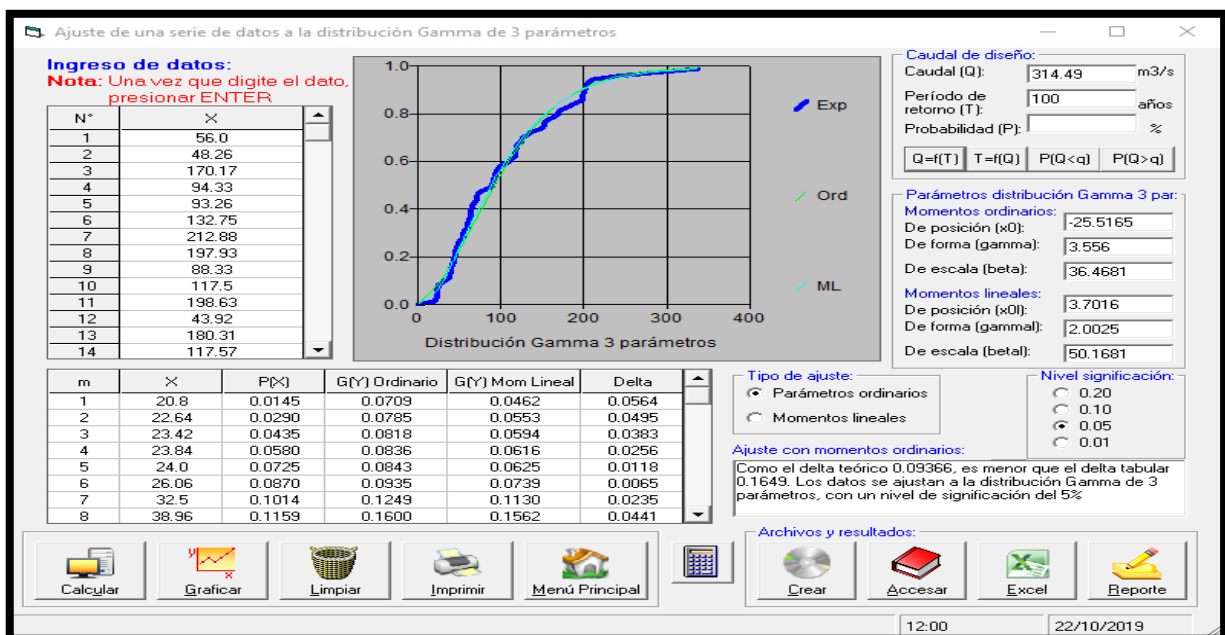 Ajuste de una serie de datos a la distribución Gamma de 3 parámetros
Ingreso de datos:
Nota: Una vez que digite el dato,
presionar ENTER
N° X
1 56.0
2 48.26
3 170.17
4 94.33
5 93.26
6 132.75
7 212.88
8 197.93
9 88.33
10 117.5
11 198.63
12 43.92
13 180.31
14 117.57
1.0
0.8
0.6
0.4
0.2
0.0
0 100 200 300 400
Distribución Gamma 3 parámetros
Exp
Ord
ML
Caudal de diseño:
Caudal (Q): 314.49 m3/s
Período de
retorno (T): 100 años
Probabilidad (P): %
Q=f(T) T=f(Q) P(Q<q) P(Q>q)
Parámetros distribución Gamma 3 par:
Momentos ordinarios:
De posición (x0): -25.5165
De forma (gamma): 3.556
De escala (beta): 36.4681
Momentos lineales:
De posición (x0l): 3.7016
De forma (gammal): 2.0025
De escala (betal): 50.1681
m X P(X) G(Y) Ordinario G(Y) Mom Lineal Delta
1 20.8 0.0145 0.0709 0.0462 0.0564
2 22.64 0.0290 0.0785 0.0553 0.0495
3 23.42 0.0435 0.0818 0.0594 0.0383
4 23.84 0.0580 0.0836 0.0616 0.0256
5 24.0 0.0725 0.0843 0.0625 0.0118
6 26.06 0.0870 0.0935 0.0739 0.0065
7 32.5 0.1014 0.1249 0.1130 0.0235
8 38.96 0.1159 0.1600 0.1562 0.0441
Tipo de ajuste:
Parámetros ordinarios
Momentos lineales
Nivel significación:
0.20
0.10
0.05
0.01
Ajuste con momentos ordinarios:
Como el delta teórico 0.09366, es menor que el delta tabular
0.1649. Los datos se ajustan a la distribución Gamma de 3
parámetros, con un nivel de significación del 5%
Calcular Graficar Limpiar Imprimir Menú Principal
Archivos y resultados:
Crear Accesar Excel Reporte
12:00 22/10/2019